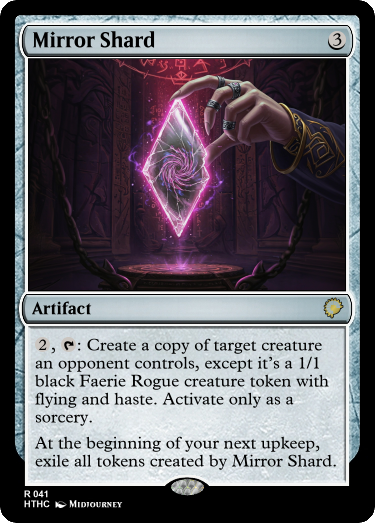 Mirror Shard 3
Artifact
2, : Create a copy of target creature
an opponent controls, except it's a 1/1
black Faerie Rogue creature token with
flying and haste. Activate only as a
sorcery.
At the beginning of your next upkeep,
exile all tokens created by Mirror Shard.
R 041
HTHC Midjourney